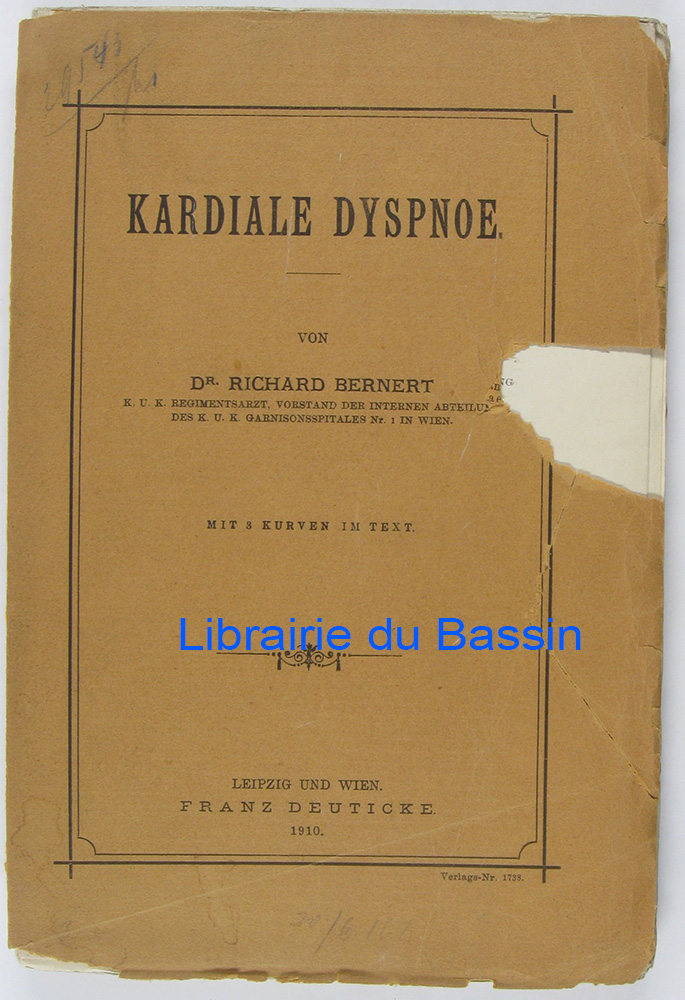 KARDIALE DYSPNOE.
VON
DR. RICHARD BERNERT
K. U. K. REGIMENTSARZT, VORSTAND DER INTERNEN ABTEILUNG
DES K. U. K. GARNISONSSPITALES Nr. 1 IN WIEN.
MIT 3 KURVEN IM TEXT.
Librairie du Bassin
LEIPZIG UND WIEN.
FRANZ DEUTICKE.
1910.
Verlags-Nr. 1738.